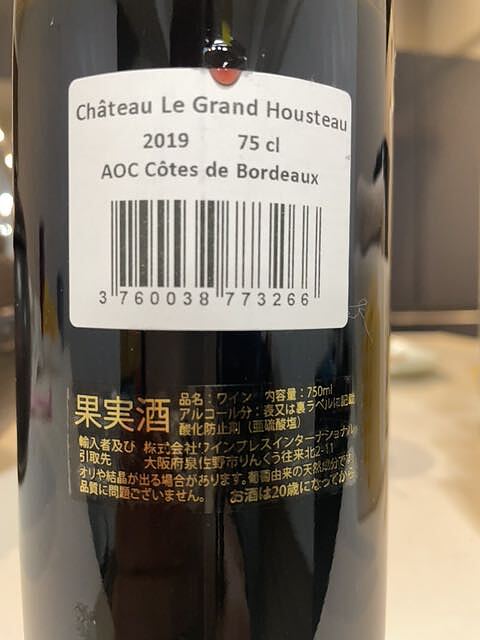 Château Le Grand Housteau
2019 75 cl
AOC Côtes de Bordeaux
3 760038 773266
果実酒
品名：ワイン 内容量：750ml
アルコール分：表又は裏ラベルに記載
酸化防止剤（亜硫酸塩）
輸入者及び 株式会社ワインプレスインターナショナル
引取先 大阪府泉佐野市りんくう往来北2-11
オリや結晶が出る場合があります。葡萄由来の天然成分です
品質に問題ございません。 お酒は20歳になってから